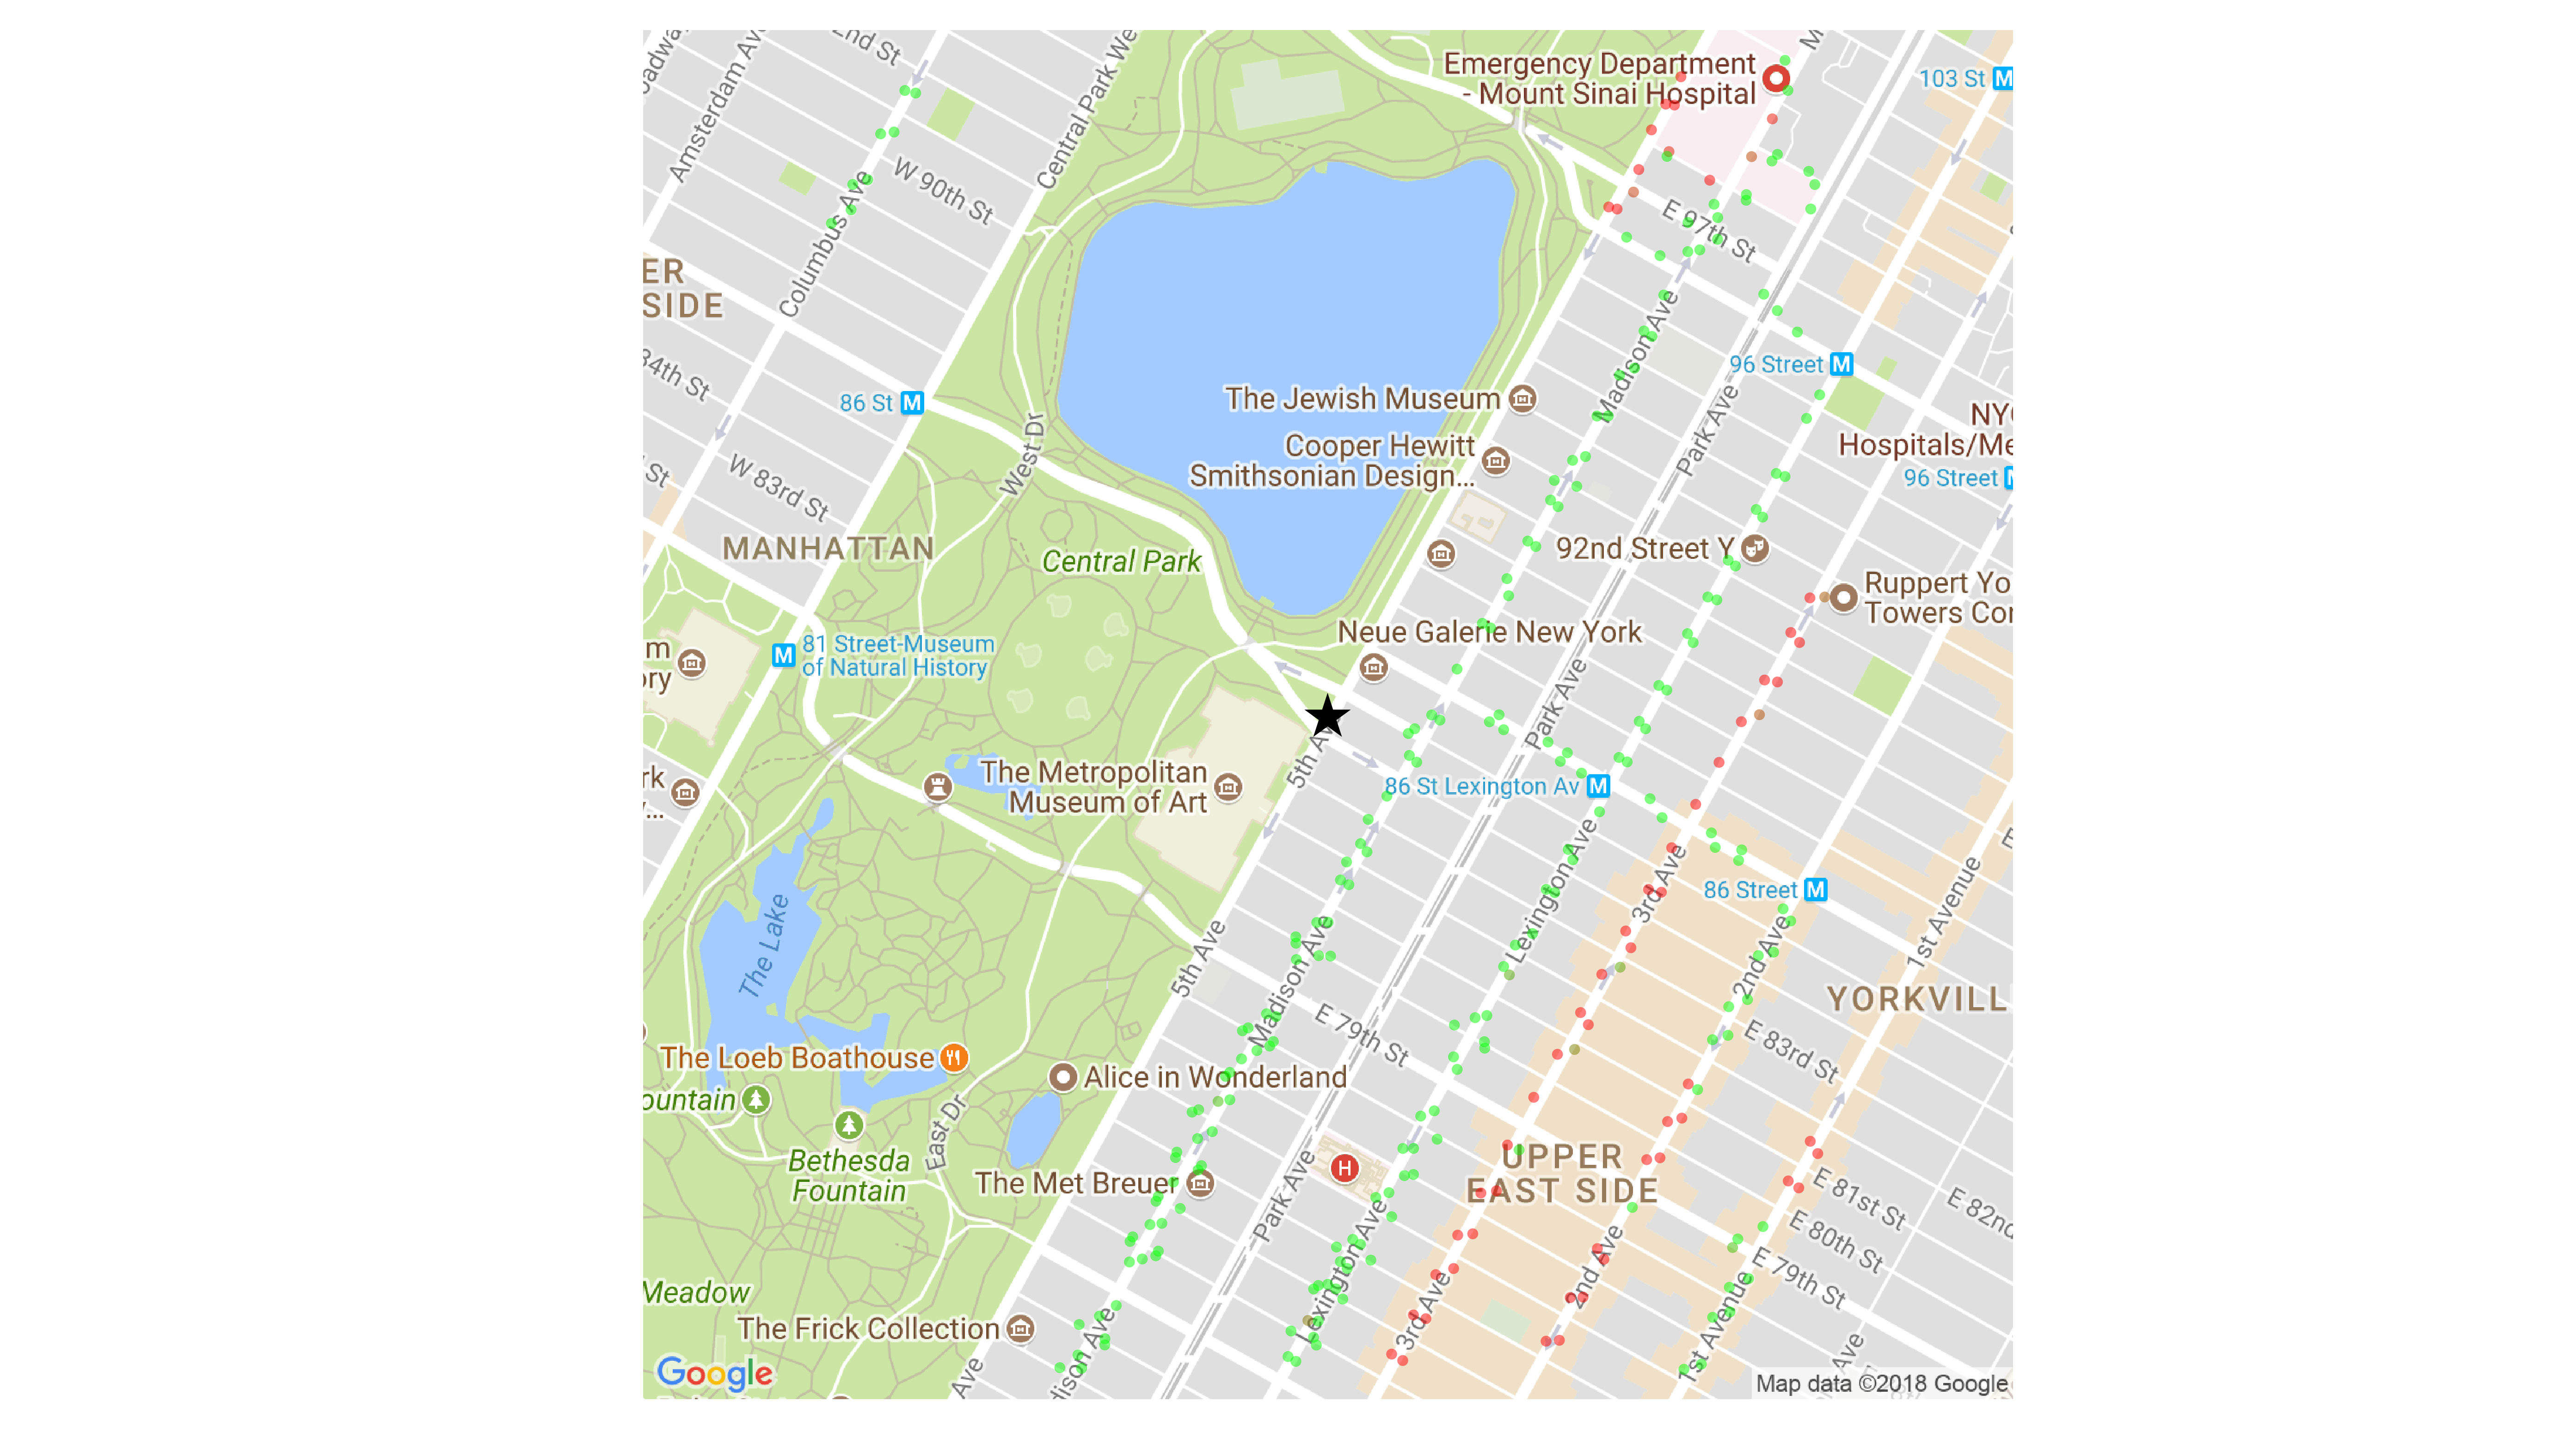 2nd St
Central Park We
Amsterdam Av
Emergency Department
- Mount Sinai Hospital
103 St M
W 90th St
Columbus Ave
E 97th St
ER
SIDE
Madison Ave
96 Street M
34th St
86 St M
The Jewish Museum
Park Ave
NY
Hospitals/Me
West Dr
Cooper Hewitt
Smithsonian Design...
96 Street
St
W 83rd St
MANHATTAN
Central Park
92nd Street Y
Ruppert Yo
Towers Cor
M 81 Street-Museum
of Natural History
m
ory
Neue Galerie New York
Park Ave
5th Av
The Metropolitan
Museum of Art
86 St Lexington Av M
rk
...
3rd Ave
86 Street M
1st Avenue
The Lake
Lexington Ave
5th Ave
Madison Ave
2nd Ave
YORKVILL
E 79th St
E 83rd St
The Loeb Boathouse
Alice in Wonderland
ountain
East Dr
Bethesda
Fountain
H
UPPER
EAST SIDE
The Met Breuer
Park Ave
E 81st St
E 82nd
E 80th St
E 79th St
Lexington Ave
2nd Ave
Meadow
The Frick Collection
3rd Ave
1st Avenue
Ave
dison Ave
Ave
Google
Map data ©2018 Google